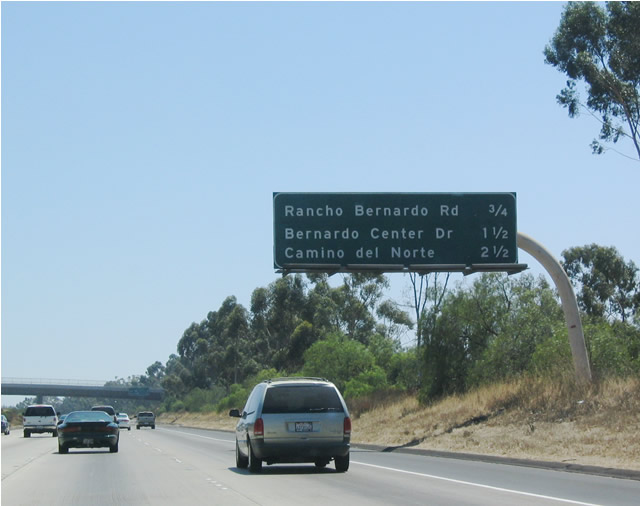 Rancho Bernardo Rd 3/4
Bernardo Center Dr 1 1/2
Camino del Norte 2 1/2